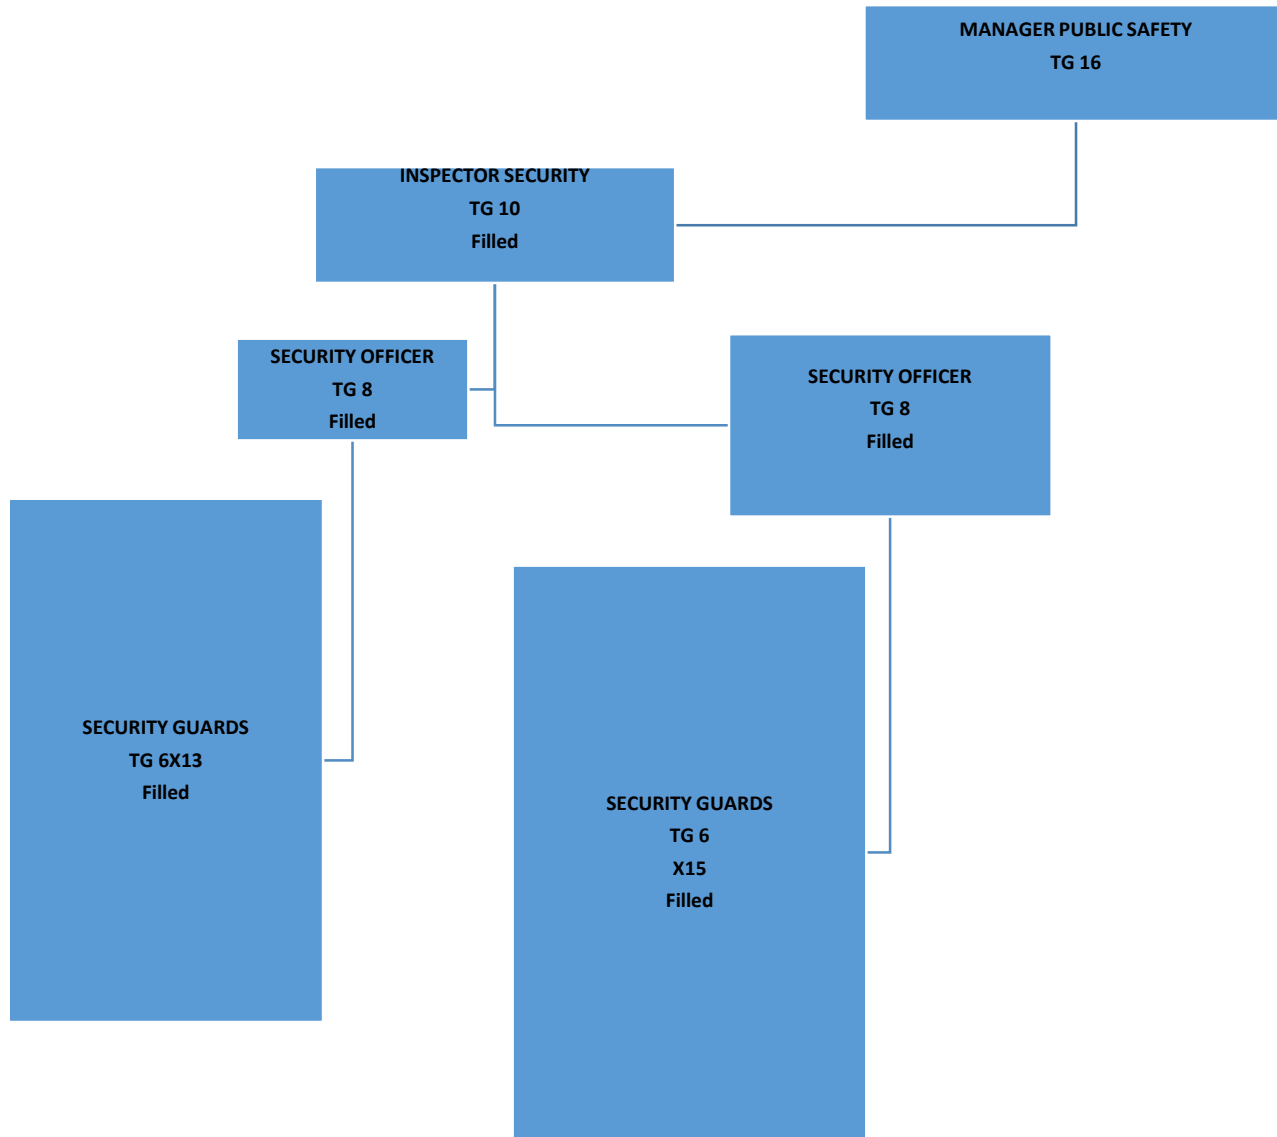 MANAGER PUBLIC SAFETY
TG 16
INSPECTOR SECURITY
TG 10
Filled
SECURITY OFFICER
TG 8
Filled
SECURITY OFFICER
TG 8
Filled
SECURITY GUARDS
TG 6X13
Filled
SECURITY GUARDS
TG 6
X15
Filled